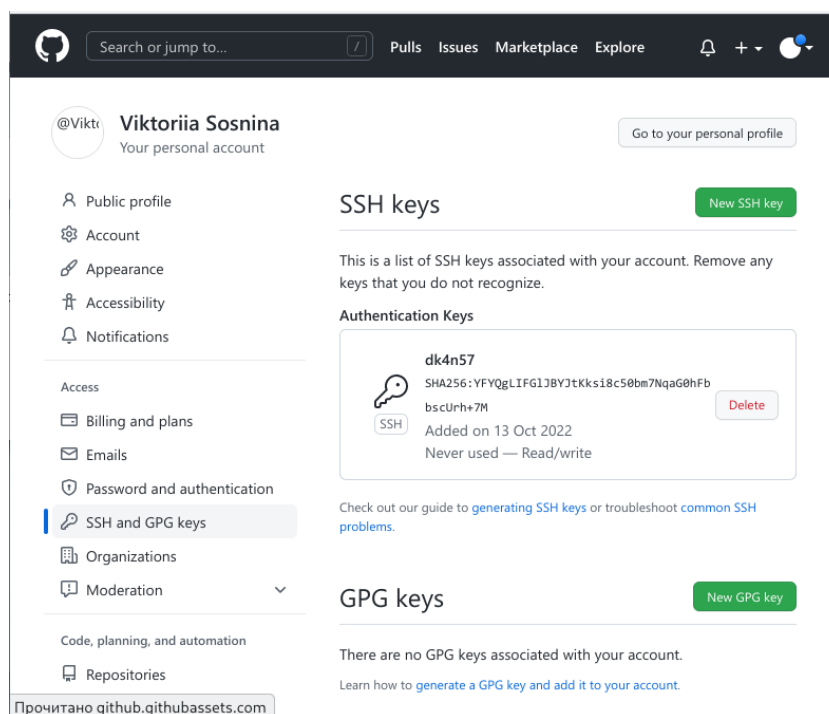 Search or jump to... /
Pulls Issues Marketplace Explore
@Vikto
Viktoriia Sosnina
Your personal account
Go to your personal profile
Public profile
Account
Appearance
Accessibility
Notifications
Access
Billing and plans
Emails
Password and authentication
SSH and GPG keys
Organizations
Moderation
Code, planning, and automation
Repositories
SSH keys
New SSH key
This is a list of SSH keys associated with your account. Remove any
keys that you do not recognize.
Authentication Keys
dk4n57
SHA256:YFYQgLIFGlJBYJtKksi8c50bm7NqaG0hFb
bscUrh+7M
SSH
Added on 13 Oct 2022
Never used — Read/write
Delete
Check out our guide to generating SSH keys or troubleshoot common SSH
problems.
GPG keys
New GPG key
There are no GPG keys associated with your account.
Learn how to generate a GPG key and add it to your account.
Прочитано github.githubassets.com